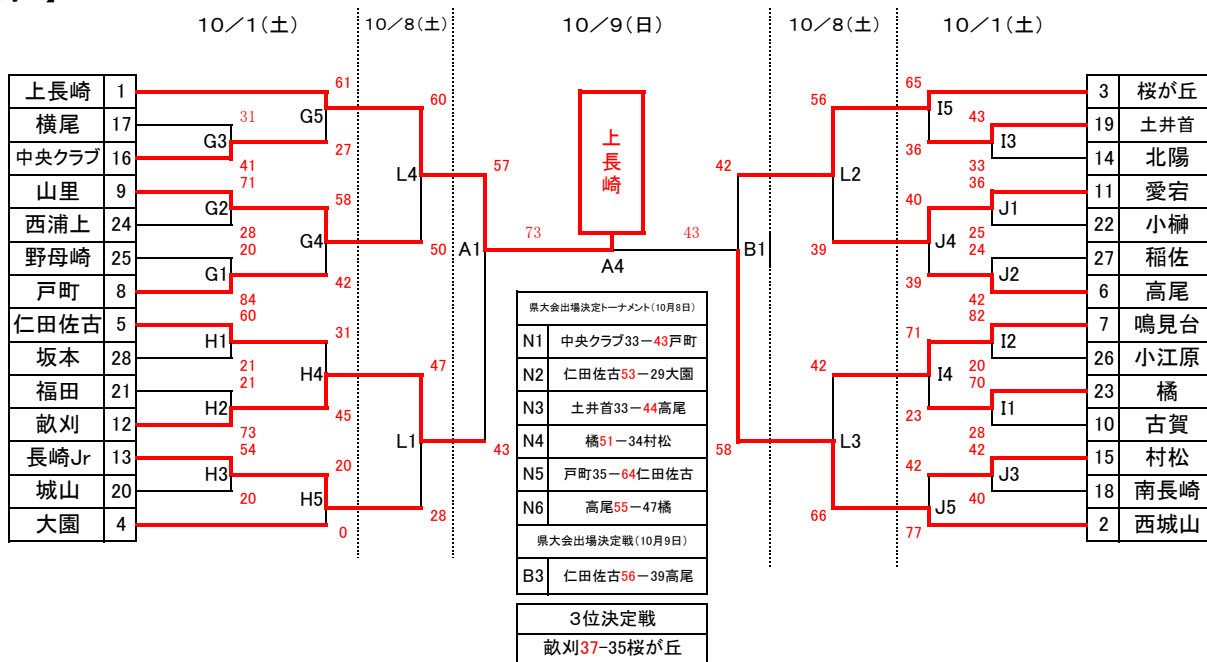 10／1(土)
10／8(土)
10／9(日)
10／8(土)
10／1(土)
上長崎 1
横尾 17
中央クラブ 16
山里 9
西浦上 24
野母崎 25
戸町 8
仁田佐古 5
坂本 28
福田 21
畝刈 12
長崎Jr 13
城山 20
大園 4
31
G3
41
71
G2
28
20
G1
84
60
H1
21
21
H2
73
54
H3
20
61
G5
27
58
G4
42
31
H4
45
20
H5
0
60
L4
50
47
L1
28
57
A1
43
上長崎
73
43
A4
県大会出場決定トーナメント(10月8日)
N1 中央クラブ33－43戸町
N2 仁田佐古53－29大園
N3 土井首33－44高尾
N4 橘51－34村松
N5 戸町35－64仁田佐古
N6 高尾55－47橘
県大会出場決定戦(10月9日)
B3 仁田佐古56－39高尾
3位決定戦
畝刈37-35桜が丘
42
B1
58
56
L2
39
42
L3
66
65
I5
36
40
J4
39
71
I4
23
42
J5
77
43
I3
33
36
J1
25
24
J2
42
82
I2
20
70
I1
28
42
J3
40
3 桜が丘
19 土井首
14 北陽
11 愛宕
22 小榊
27 稲佐
6 高尾
7 鳴見台
26 小江原
23 橘
10 古賀
15 村松
18 南長崎
2 西城山